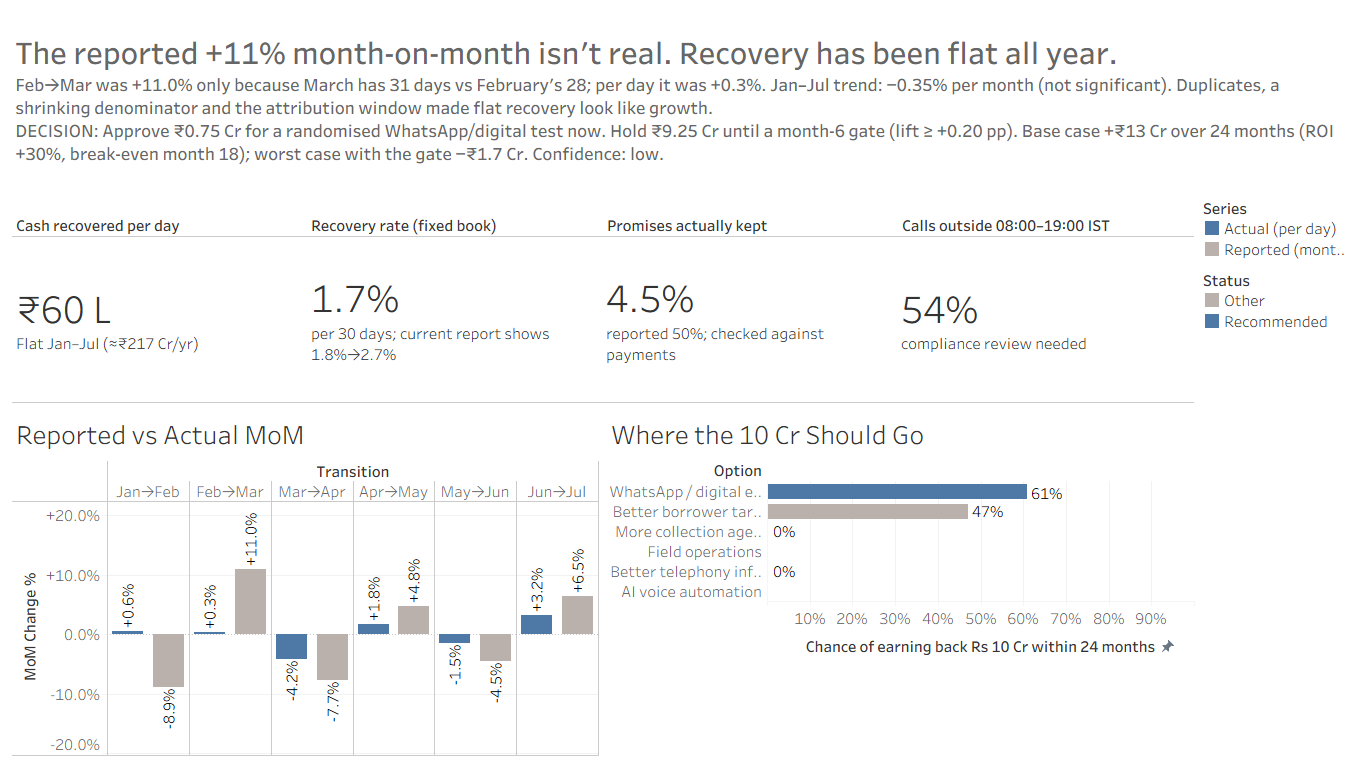 The reported +11% month-on-month isn’t real. Recovery has been flat all year.
Feb→Mar was +11.0% only because March has 31 days vs February’s 28; per day it was +0.3%. Jan–Jul trend: −0.35% per month (not significant). Duplicates, a
shrinking denominator and the attribution window made flat recovery look like growth.
DECISION: Approve ₹0.75 Cr for a randomised WhatsApp/digital test now. Hold ₹9.25 Cr until a month-6 gate (lift ≥ +0.20 pp). Base case +₹13 Cr over 24 months (ROI
+30%, break-even month 18); worst case with the gate −₹1.7 Cr. Confidence: low.
Cash recovered per day
Recovery rate (fixed book)
Promises actually kept
Calls outside 08:00–19:00 IST
₹60 L
Flat Jan–Jul (≈₹217 Cr/yr)
1.7%
per 30 days; current report shows
1.8%→2.7%
4.5%
reported 50%; checked against
payments
54%
compliance review needed
Series
Actual (per day)
Reported (mont..
Status
Other
Recommended
Reported vs Actual MoM
Transition
Jan→Feb
Feb→Mar
Mar→Apr
Apr→May
May→Jun
Jun→Jul
MoM Change %
+20.0%
+10.0%
0.0%
-10.0%
-20.0%
+0.6%
-8.9%
+0.3%
+11.0%
-4.2%
-7.7%
+1.8%
+4.8%
-1.5%
-4.5%
+3.2%
+6.5%
Where the 10 Cr Should Go
Option
WhatsApp / digital e..
61%
Better borrower tar..
47%
More collection age..
0%
Field operations
Better telephony inf..
0%
AI voice automation
10%
20%
30%
40%
50%
60%
70%
80%
90%
Chance of earning back Rs 10 Cr within 24 months